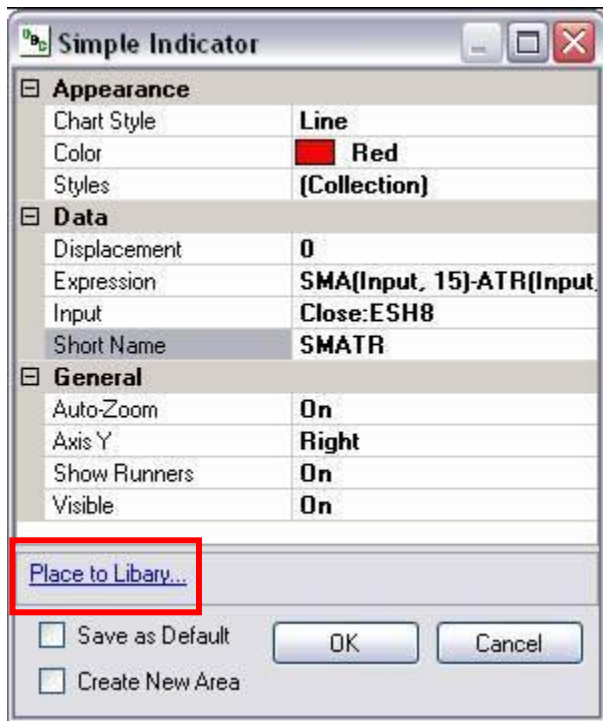 Simple Indicator
Appearance
Chart Style Line
Color Red
Styles (Collection)
Data
Displacement 0
Expression SMA(Input, 15)-ATR(Input,
Input Close:ESH8
Short Name SMATR
General
Auto-Zoom On
Axis Y Right
Show Runners On
Visible On
Place to Libary...
Save as Default OK Cancel
Create New Area